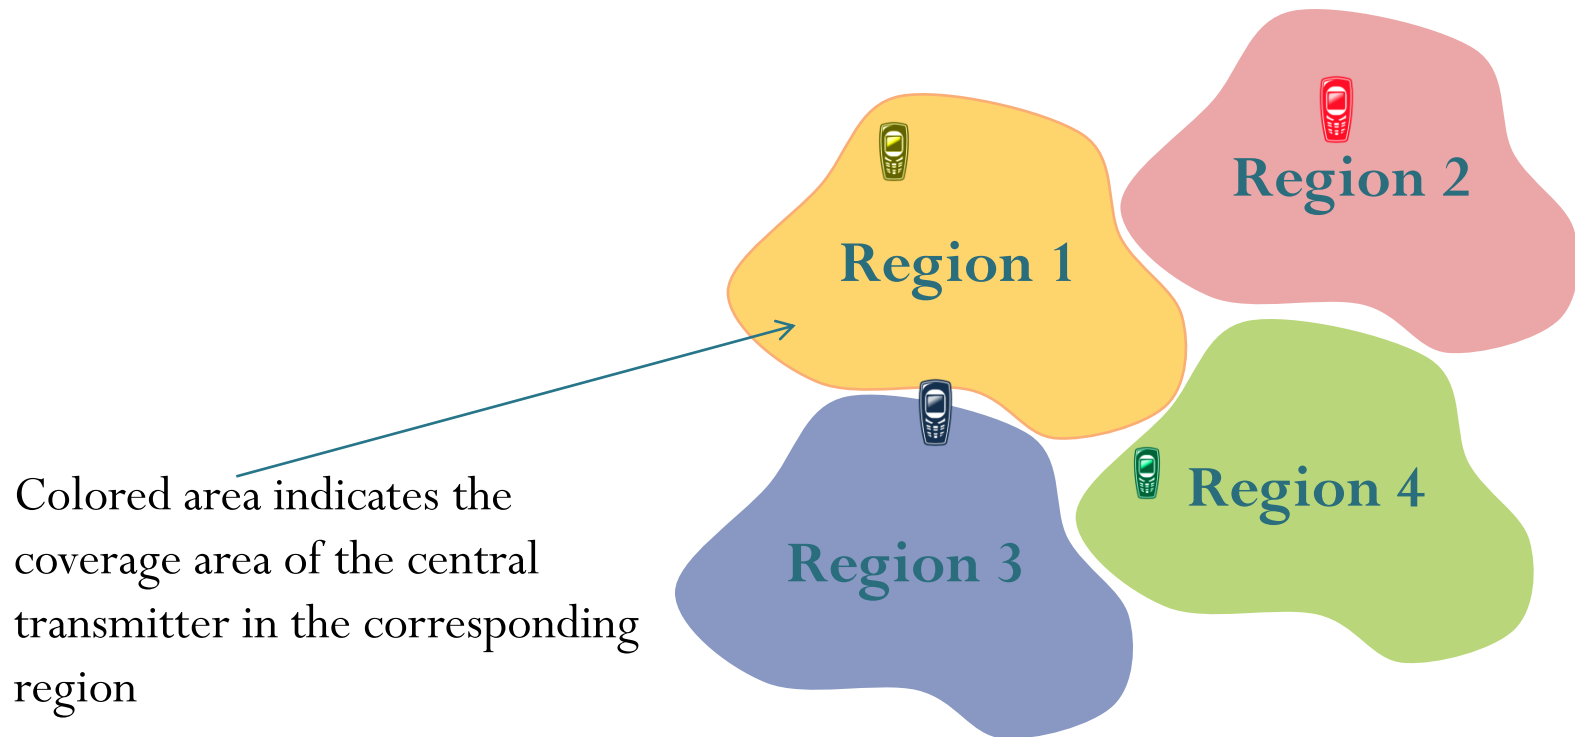 Region 2
Region 1
Colored area indicates the
coverage area of the central
transmitter in the corresponding
region
Region 4
Region 3